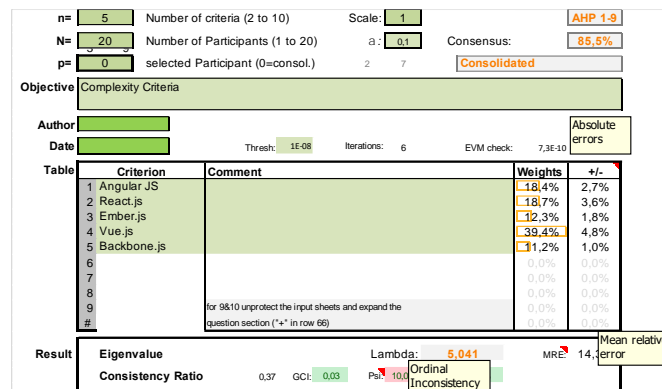 n= 5 Number of criteria (2 to 10) Scale: 1 AHP 1-9
N= 20 Number of Participants (1 to 20) a: 0,1 Consensus: 85,5%
p= 0 selected Participant (0=consol.) 2 7 Consolidated
Objective Complexity Criteria
Author
Absolute errors
Date Thresh: 1E-08 Iterations: 6 EVM check: 7,3E-10
Table Criterion Comment Weights +/-
1 Angular JS 18,4% 2,7%
2 React.js 18,7% 3,6%
3 Ember.js 12,3% 1,8%
4 Vue.js 39,4% 4,8%
5 Backbone.js 11,2% 1,0%
6 0,0% 0,0%
7 0,0% 0,0%
8 0,0% 0,0%
9 for 9&10 unprotect the input sheets and expand the 0,0% 0,0%
# question section ("+" in row 66) 0,0% 0,0%
Result Eigenvalue Lambda: 5,041 MRE: 14,3
Mean relativ error
Consistency Ratio 0,37 GCI: 0,03 Psi: 10,0
Ordinal Inconsistency